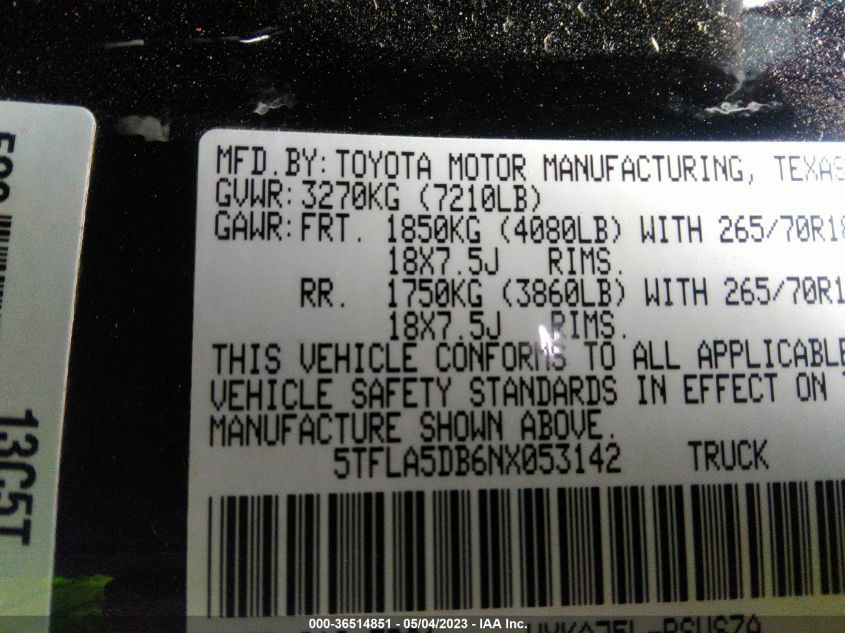 MFD. BY: TOYOTA MOTOR MANUFACTURING, TEXAS
GVWR: 3270KG (7210LB)
GAWR: FRT. 1850KG (4080LB) WITH 265/70R18
18X7.5J RIMS.
RR. 1750KG (3860LB) WITH 265/70R1
18X7.5J RIMS.
THIS VEHICLE CONFORMS TO ALL APPLICABLE
VEHICLE SAFETY STANDARDS IN EFFECT ON
MANUFACTURE SHOWN ABOVE.
5TFLA5DB6NX053142 TRUCK
13C5T
000-36514851 - 05/04/2023 - IAA Inc.